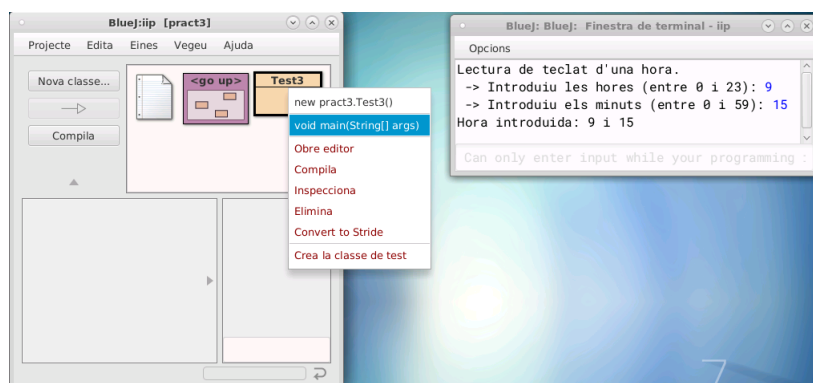 BlueJ:iip [pract3]
Projecte Edita Eines Vegeu Ajuda
Nova classe...
Compila
<go up>
Test3
new pract3.Test3()
void main(String[] args)
Obre editor
Compila
Inspecciona
Elimina
Convert to Stride
Crea la classe de test
BlueJ: BlueJ: Finestra de terminal - iip
Opcions
Lectura de teclat d'una hora.
-> Introduiu les hores (entre 0 i 23): 9
-> Introduiu els minuts (entre 0 i 59): 15
Hora introduida: 9 i 15
Can only enter input while your programming :
7